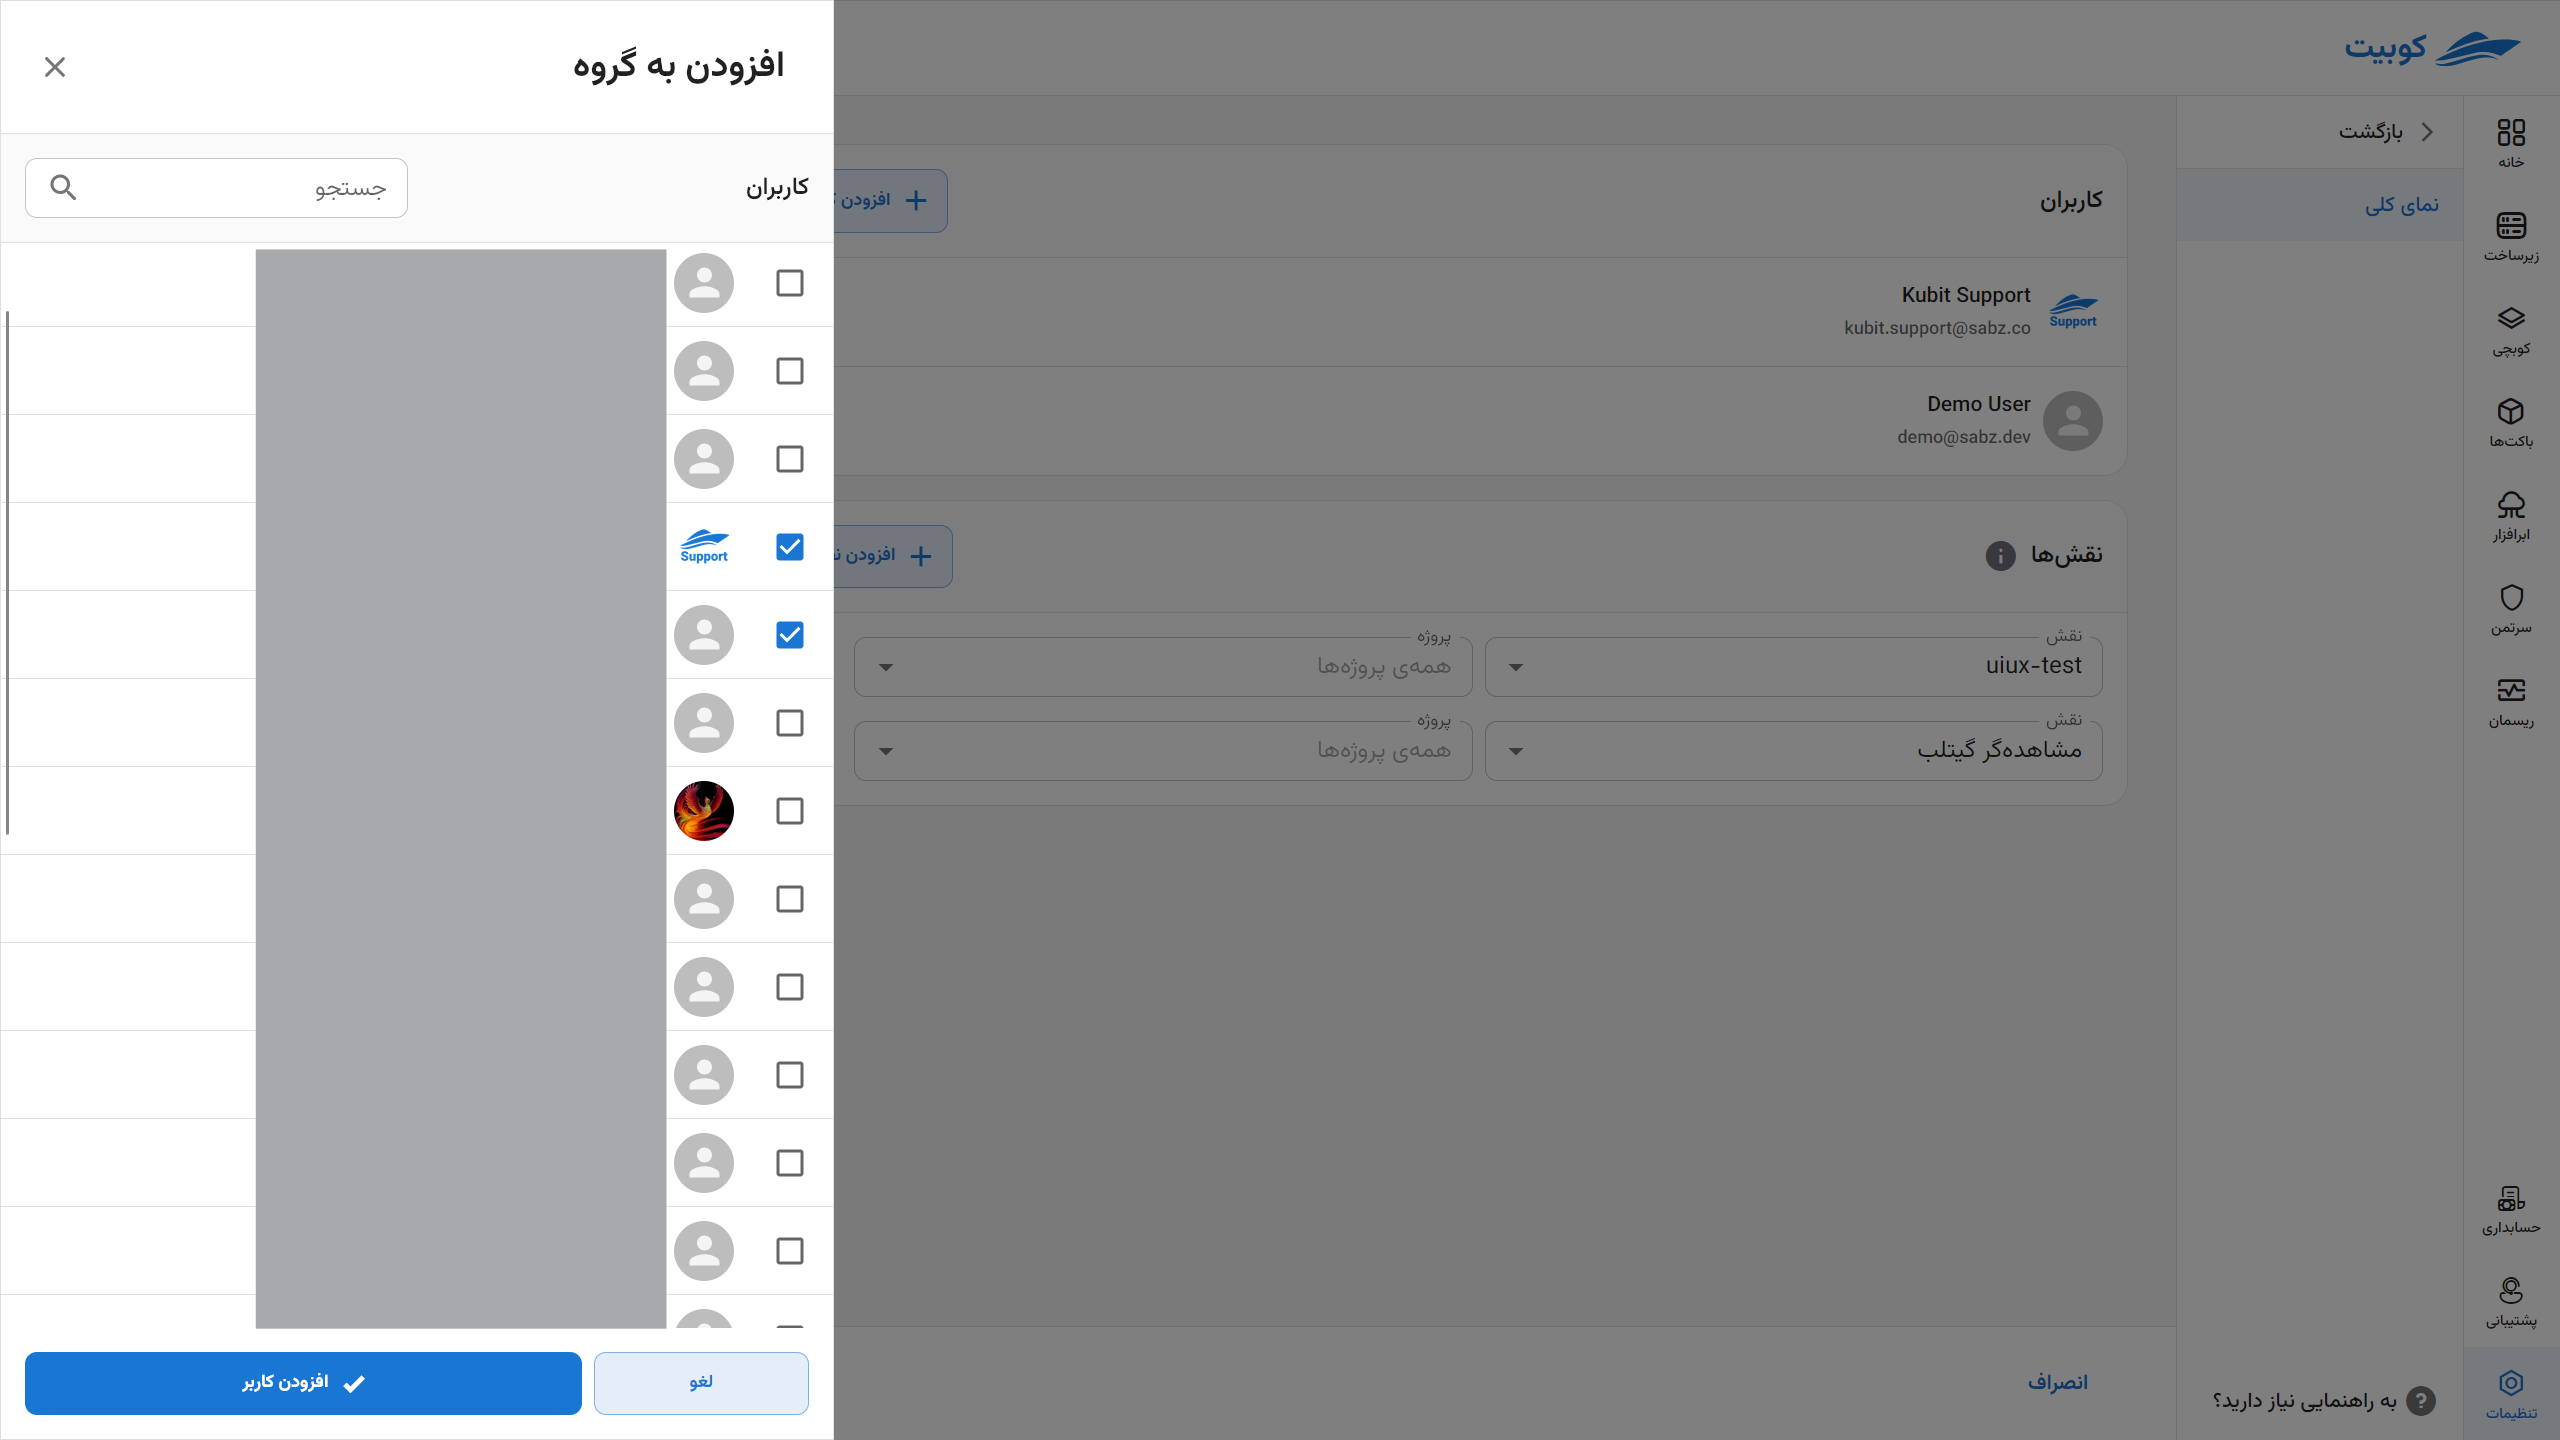 کوبیت
خانه
زیرساخت
کوبچی
باکت‌ها
ابرافزار
سرتمن
ریسمان
حسابداری
پشتیبانی
تنظیمات
بازگشت
نمای کلی
به راهنمایی نیاز دارید؟
کاربران
افزودن
Kubit Support
kubit.support@sabz.co
Support
Demo User
demo@sabz.dev
نقش‌ها
افزودن
نقش
uiux-test
پروژه
همه‌ی پروژه‌ها
نقش
مشاهده‌گر گیتلب
پروژه
همه‌ی پروژه‌ها
انصراف
افزودن به گروه
کاربران
جستجو
Support
لغو
افزودن کاربر